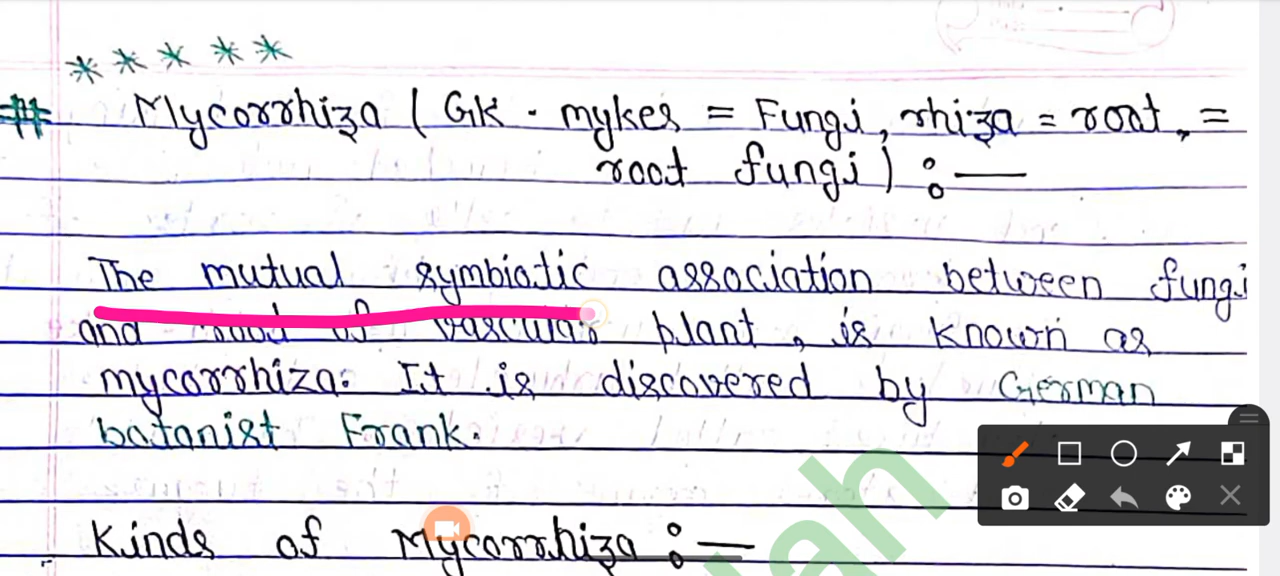 * * * * *
# Mycorrhiza ( GK - mykes = Fungi, rhiza = root, =
root fungi ) :—
The mutual symbiotic association between fungi
and root of vascular plant, is known as
mycorrhiza. It is discovered by German
botanist Frank.
Kinds of Mycorrhiza :—